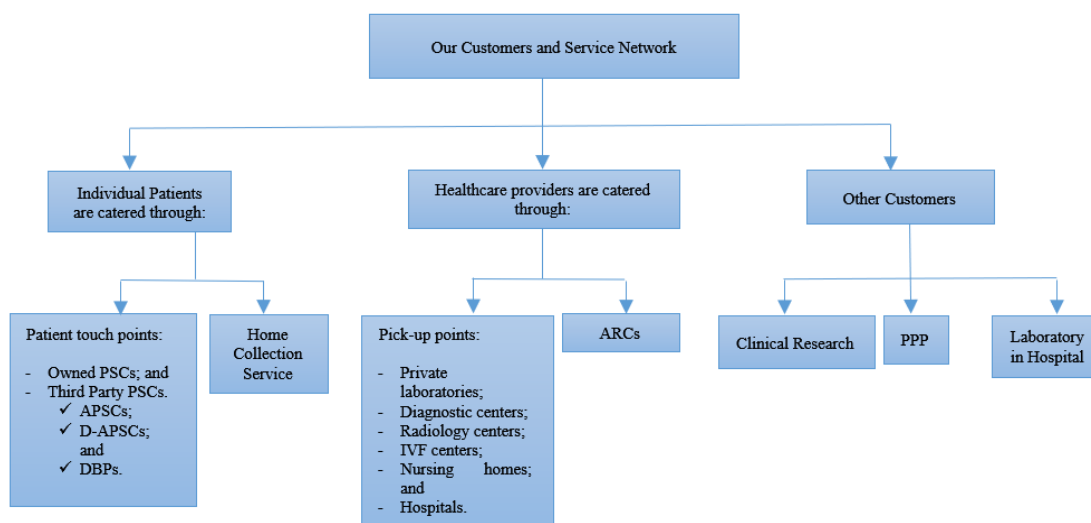 Our Customers and Service Network
Individual Patients
are catered through:
Healthcare providers are catered
through:
Other Customers
Patient touch points:
- Owned PSCs; and
- Third Party PSCs.
✓ APSCs;
✓ D-APSCs;
and
✓ DBPs.
Home
Collection
Service
Pick-up points:
- Private
laboratories;
- Diagnostic centers;
- Radiology centers;
- IVF centers;
- Nursing homes;
and
- Hospitals.
ARCs
Clinical Research
PPP
Laboratory
in Hospital